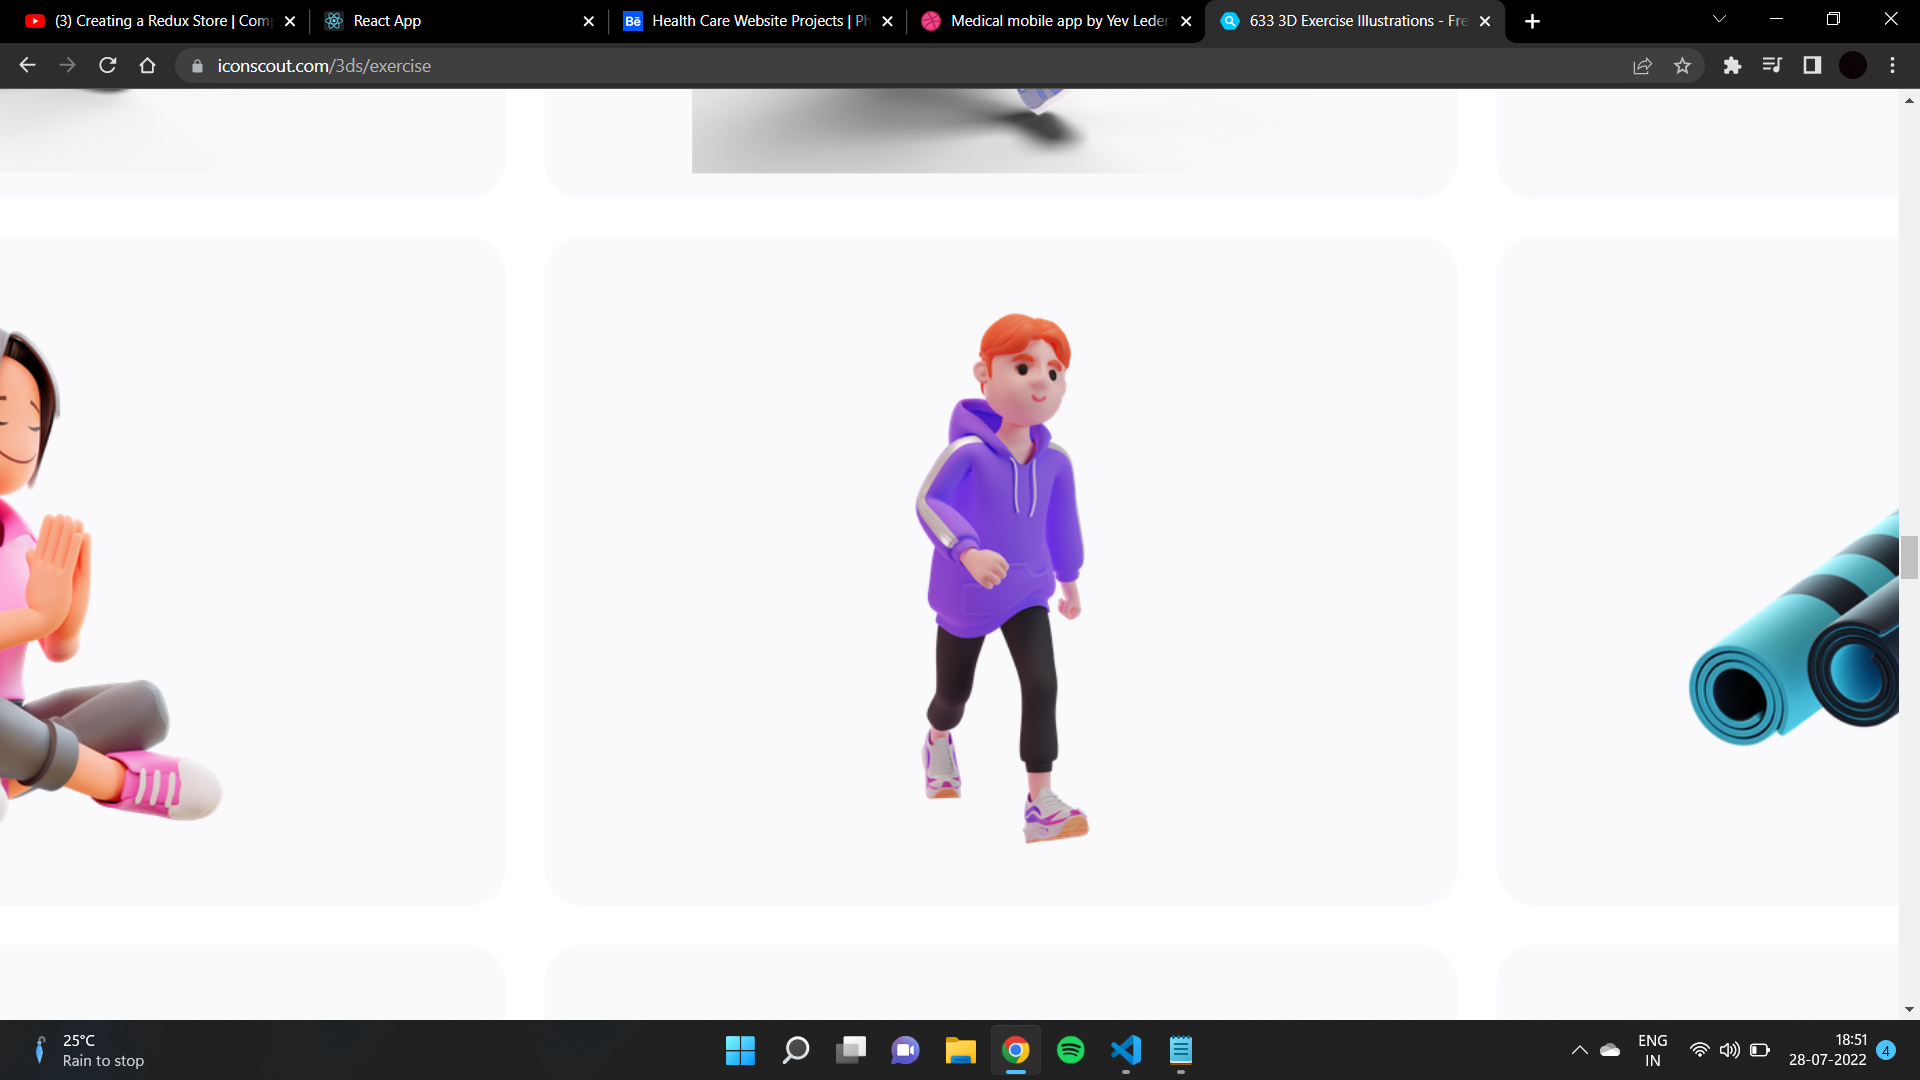 (3) Creating a Redux Store | Com
React App
Bē Health Care Website Projects | Ph
Medical mobile app by Yev Leder
633 3D Exercise Illustrations - Fre
iconscout.com/3ds/exercise
25°C
Rain to stop
ENG
IN
18:51
28-07-2022
4